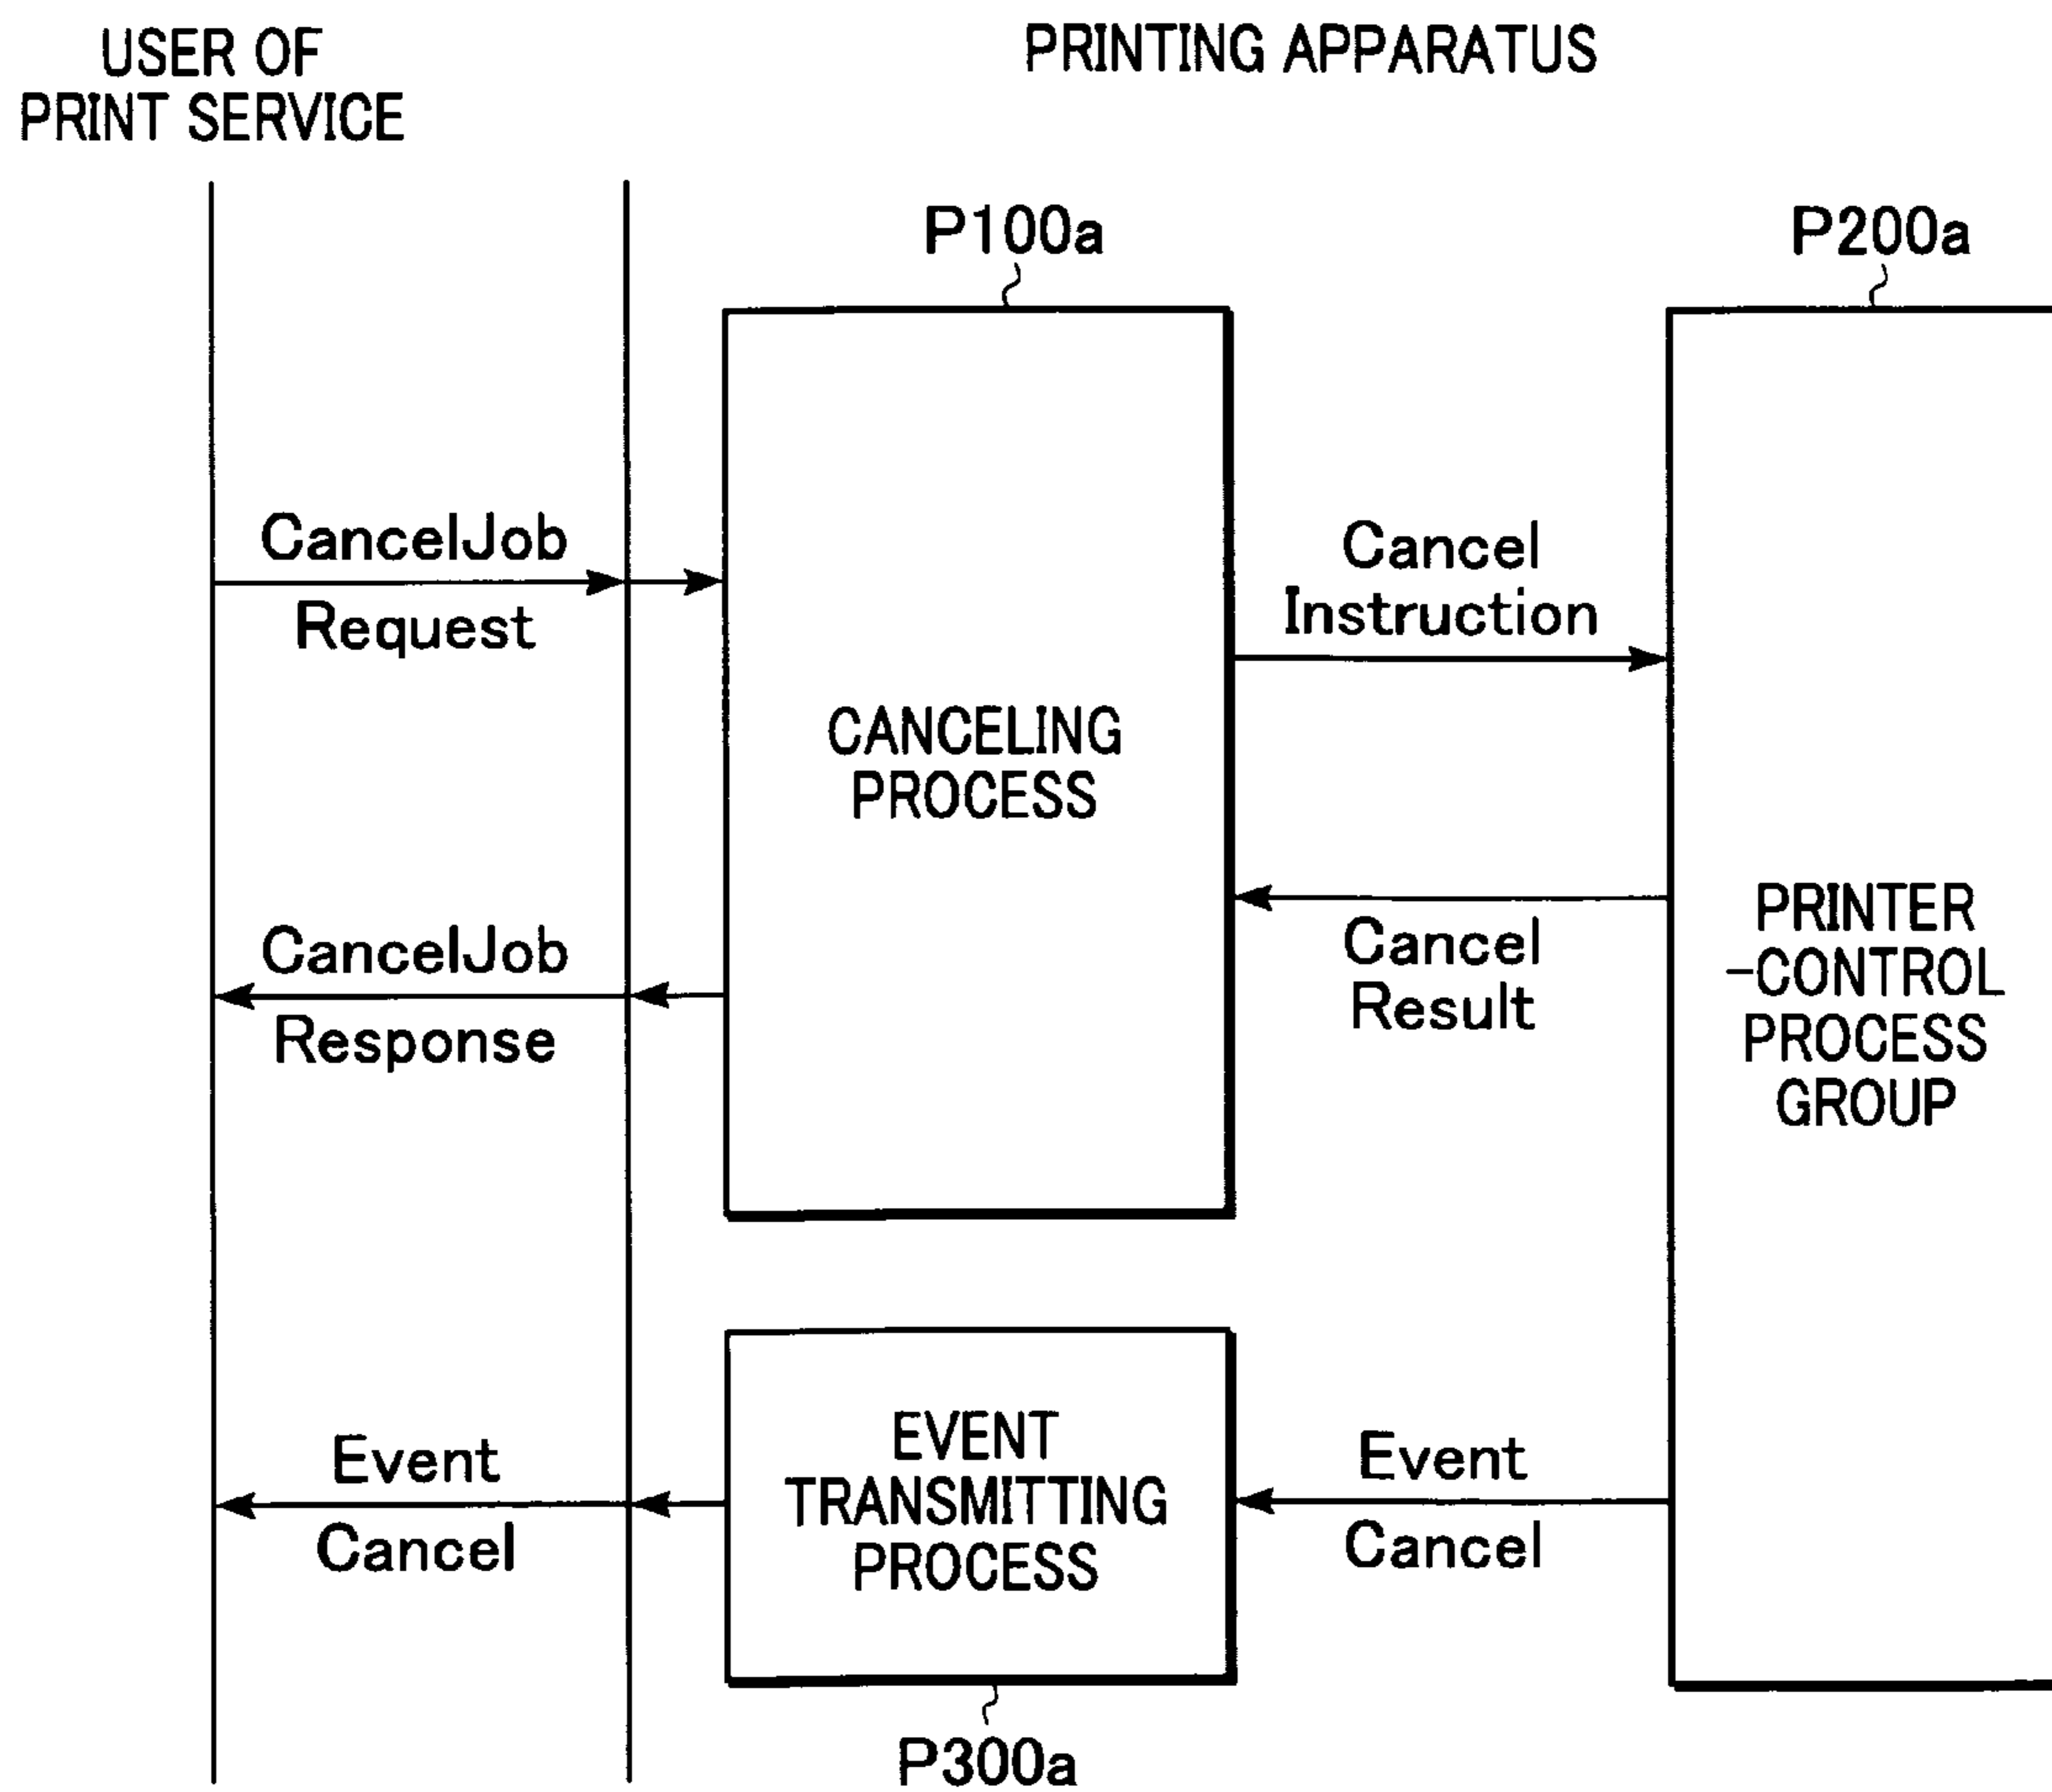 USER OF
PRINT SERVICE
PRINTING APPARATUS
P100a
P200a
CancelJob
Request
Cancel
Instruction
CANCELING
PROCESS
Cancel
Result
CancelJob
Response
PRINTER
-CONTROL
PROCESS
GROUP
EVENT
TRANSMITTING
PROCESS
Event
Cancel
Event
Cancel
P300a